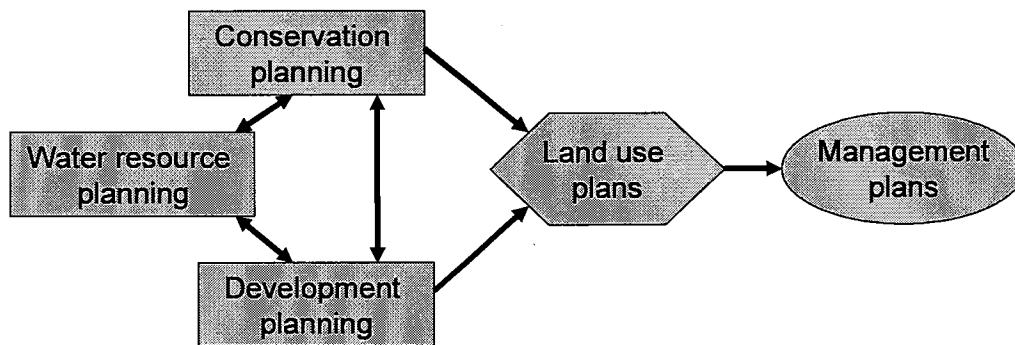 Conservation
planning
Water resource
planning
Development
planning
Land use
plans
Management
plans